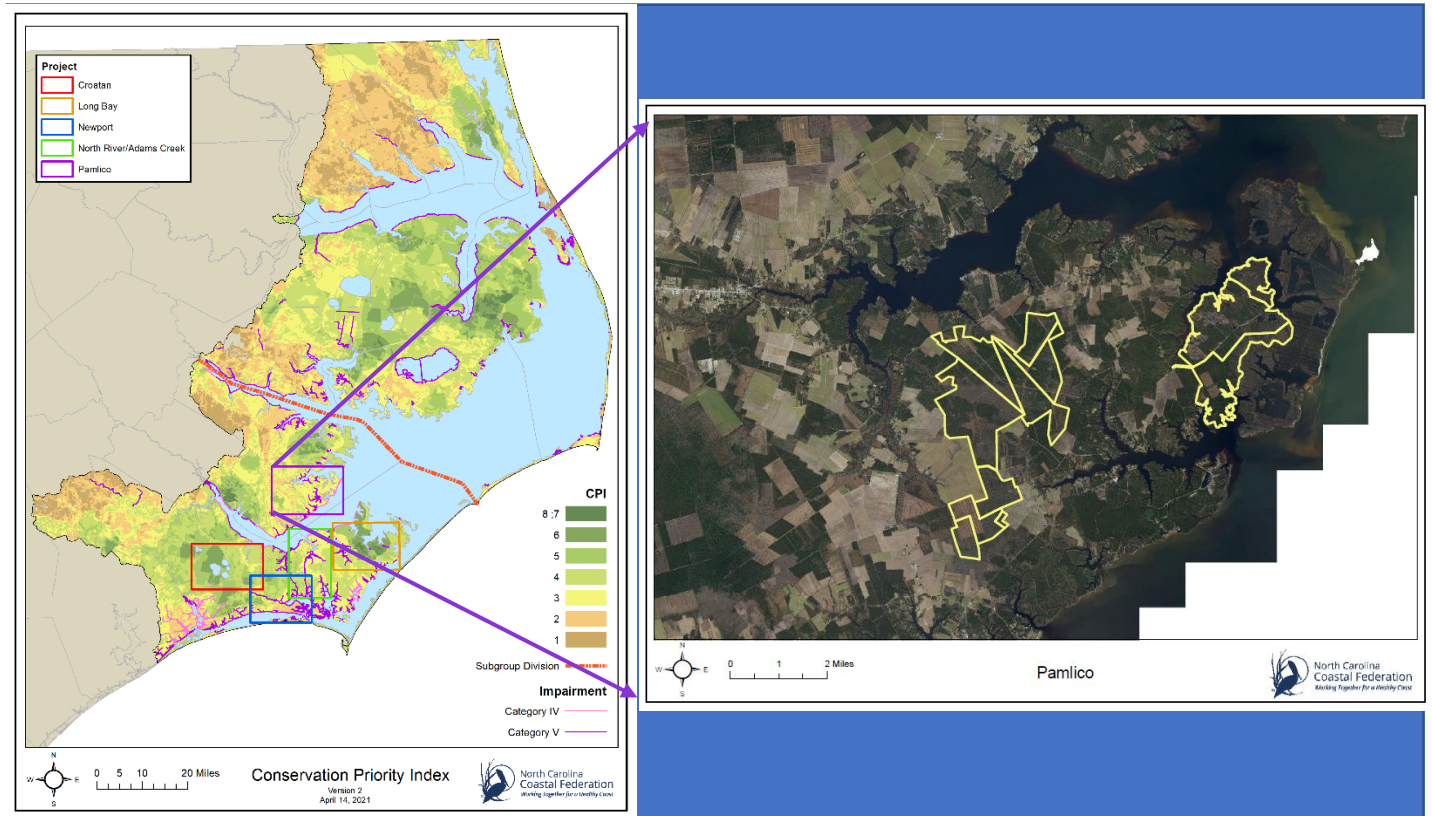 Project
Croatan
Long Bay
Newport
North River/Adams Creek
Pamlico
CPI
8 ;7
6
5
4
3
2
1
Subgroup Division
Impairment
Category IV
Category V
N
W E
S
0 5 10 20 Miles
Conservation Priority Index
Version 2
April 14, 2021
North Carolina
Coastal Federation
Working Together for a Healthy Coast
N
W E
S
0 1 2 Miles
Pamlico
North Carolina
Coastal Federation
Working Together for a Healthy Coast